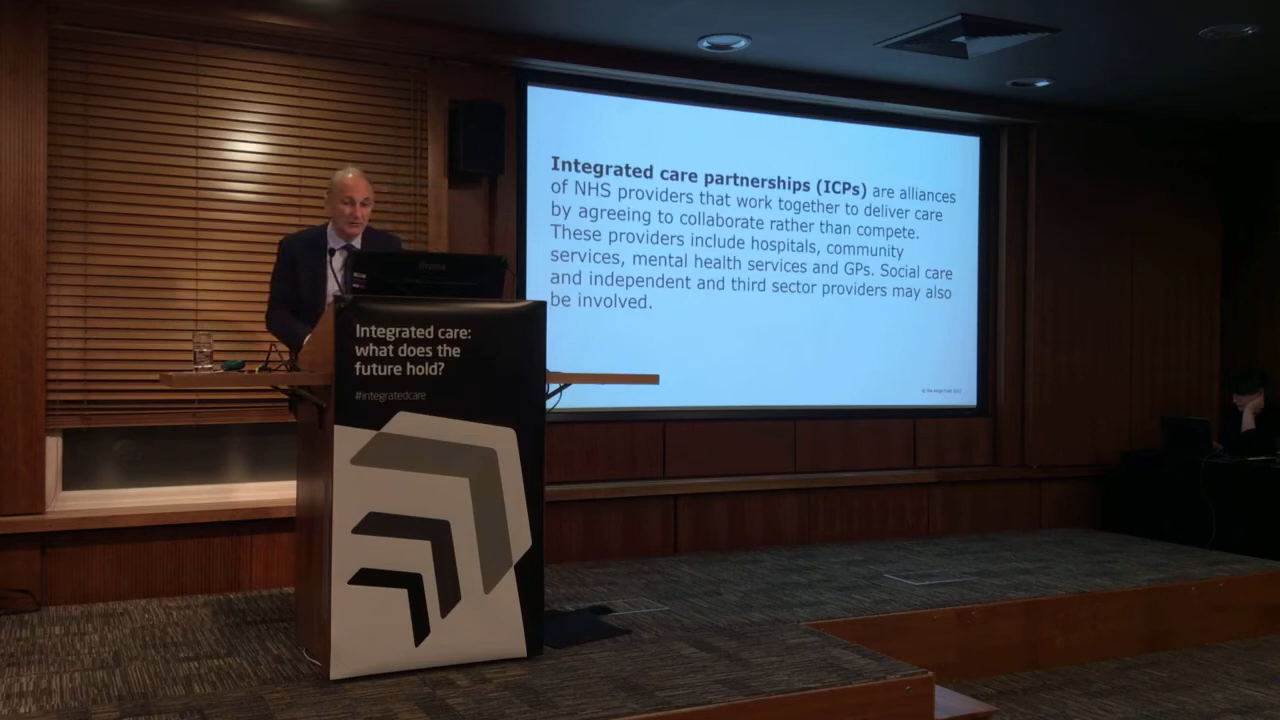 Integrated care partnerships (ICPs) are alliances
of NHS providers that work together to deliver care
by agreeing to collaborate rather than compete.
These providers include hospitals, community
services, mental health services and GPs. Social care
and independent and third sector providers may also
be involved.
Integrated care:
what does the
future hold?
#integratedcare